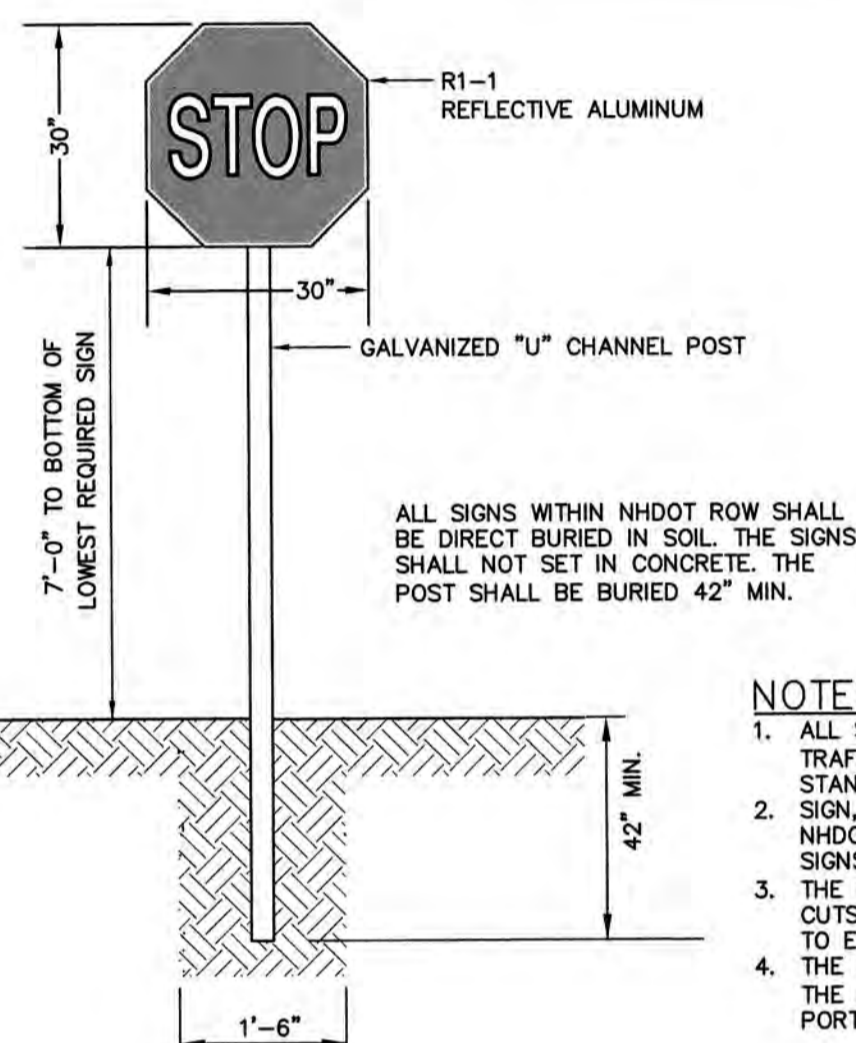 30"
STOP
R1-1
REFLECTIVE ALUMINUM
30"
GALVANIZED "U" CHANNEL POST
7'-0" TO BOTTOM OF
LOWEST REQUIRED SIGN
ALL SIGNS WITHIN NHDOT ROW SHALL
BE DIRECT BURIED IN SOIL. THE SIGNS
SHALL NOT SET IN CONCRETE. THE
POST SHALL BE BURIED 42" MIN.
42" MIN.
1'-6"
NOTE
1. ALL
TRAF
STAN
2. SIGN,
NHDO
SIGNS
3. THE
CUTS
TO E
4. THE
THE
PORT